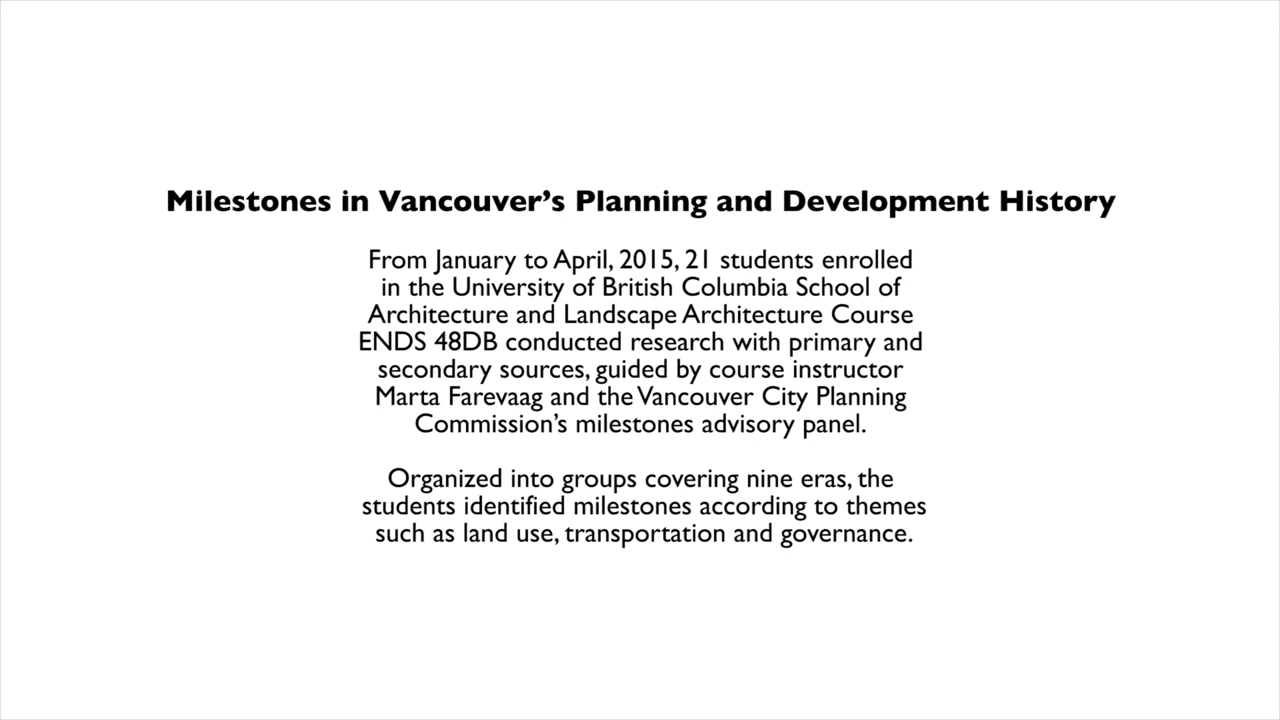 Milestones in Vancouver’s Planning and Development History
From January to April, 2015, 21 students enrolled
in the University of British Columbia School of
Architecture and Landscape Architecture Course
ENDS 48DB conducted research with primary and
secondary sources, guided by course instructor
Marta Farevaag and the Vancouver City Planning
Commission’s milestones advisory panel.
Organized into groups covering nine eras, the
students identified milestones according to themes
such as land use, transportation and governance.